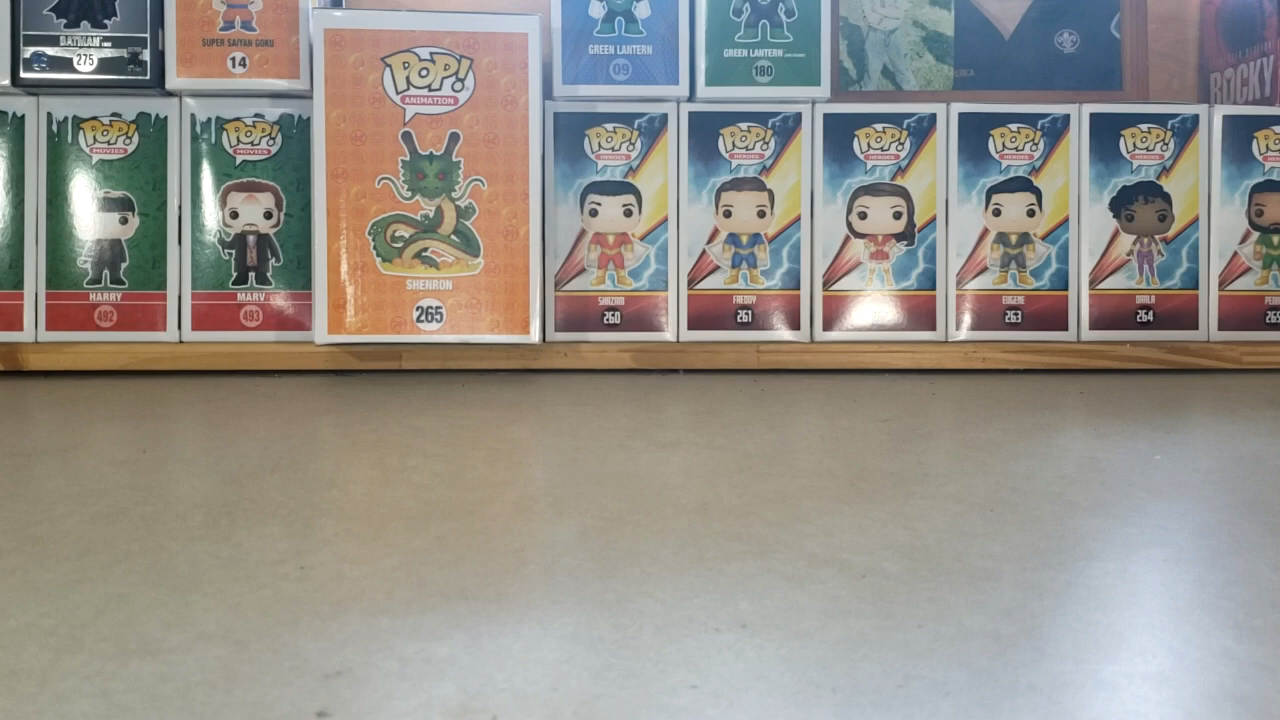 BATMAN
275
SUPER SAIYAN GOKU
14
GREEN LANTERN
09
GREEN LANTERN
180
ROCKY
POP!
MOVIES
HARRY
492
POP!
MOVIES
MARV
493
POP!
ANIMATION
SHENRON
265
POP!
HEROES
SHAZAM
260
POP!
HEROES
FREDDY
261
POP!
HEROES
POP!
HEROES
EUGENE
263
POP!
HEROES
DARLA
264